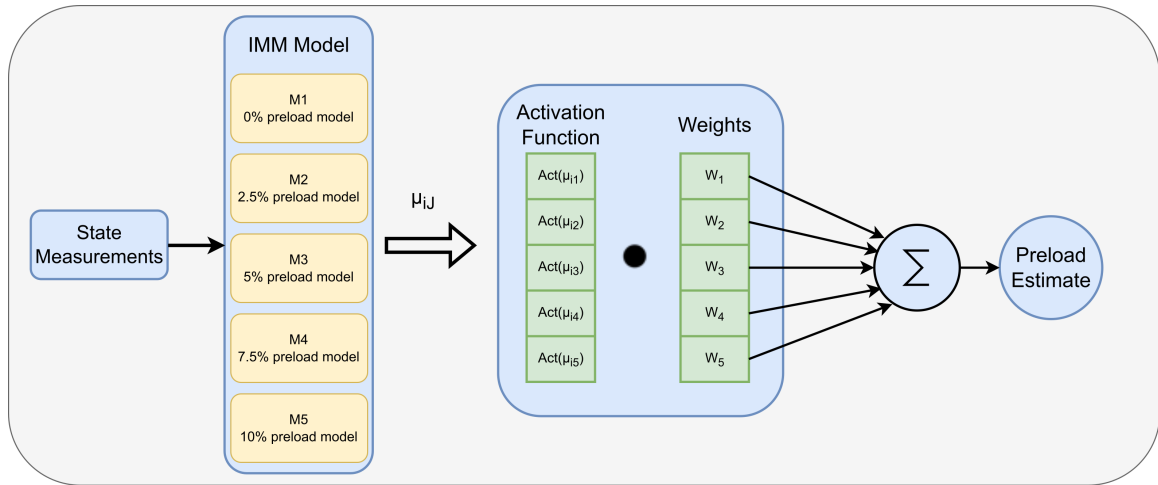 IMM Model
M1
0% preload model
M2
2.5% preload model
M3
5% preload model
M4
7.5% preload model
M5
10% preload model
State
Measurements
μiJ
Activation
Function
Act(μi1)
Act(μi2)
Act(μi3)
Act(μi4)
Act(μi5)
Weights
W1
W2
W3
W4
W5
∑
Preload
Estimate